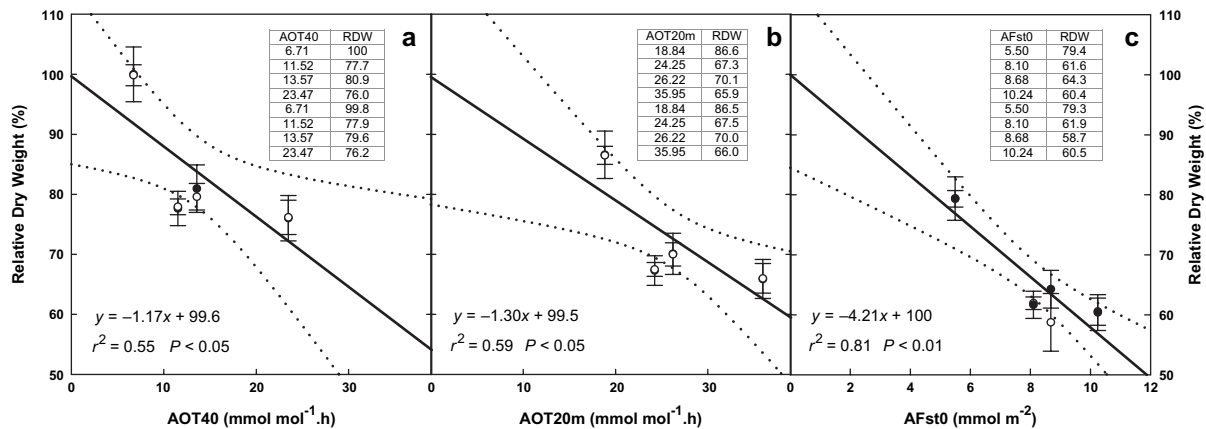 a
AOT40 RDW
6.71 100
11.52 77.7
13.57 80.9
23.47 76.0
6.71 99.8
11.52 77.9
13.57 79.6
23.47 76.2
y = –1.17x + 99.6
r² = 0.55 P < 0.05
Relative Dry Weight (%)
110
100
90
80
70
60
50
0 10 20 30
AOT40 (mmol mol⁻¹.h)
b
AOT20m RDW
18.84 86.6
24.25 67.3
26.22 70.1
35.95 65.9
18.84 86.5
24.25 67.5
26.22 70.0
35.95 66.0
y = –1.30x + 99.5
r² = 0.59 P < 0.05
0 10 20 30
AOT20m (mmol mol⁻¹.h)
c
AFst0 RDW
5.50 79.4
8.10 61.6
8.68 64.3
10.24 60.4
5.50 79.3
8.10 61.9
8.68 58.7
10.24 60.5
y = –4.21x + 100
r² = 0.81 P < 0.01
0 2 4 6 8 10 12
AFst0 (mmol m⁻²)
110
100
90
80
70
60
50
Relative Dry Weight (%)